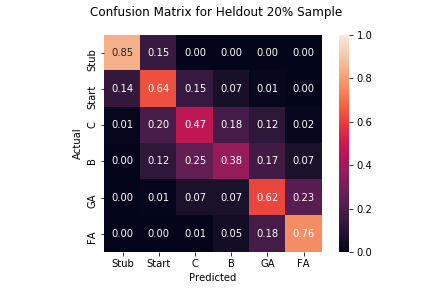 Confusion Matrix for Heldout 20% Sample
Stub 0.85 0.15 0.00 0.00 0.00 0.00
Start 0.14 0.64 0.15 0.07 0.01 0.00
C 0.01 0.20 0.47 0.18 0.12 0.02
B 0.00 0.12 0.25 0.38 0.17 0.07
GA 0.00 0.01 0.07 0.07 0.62 0.23
FA 0.00 0.00 0.01 0.05 0.18 0.76
Stub Start C B GA FA
Predicted
Actual
1.0
0.8
0.6
0.4
0.2
0.0